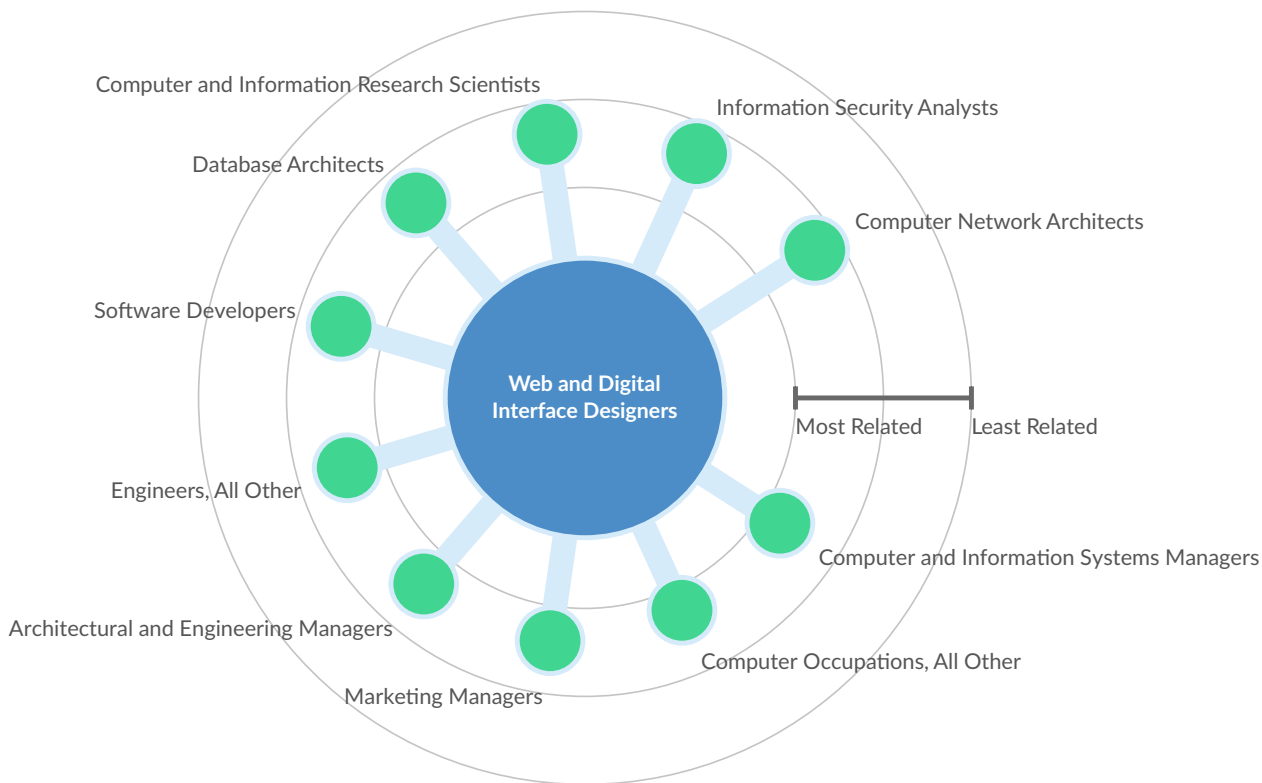 Computer and Information Research Scientists
Information Security Analysts
Database Architects
Computer Network Architects
Software Developers
Web and Digital
Interface Designers
Most Related
Least Related
Engineers, All Other
Computer and Information Systems Managers
Architectural and Engineering Managers
Computer Occupations, All Other
Marketing Managers